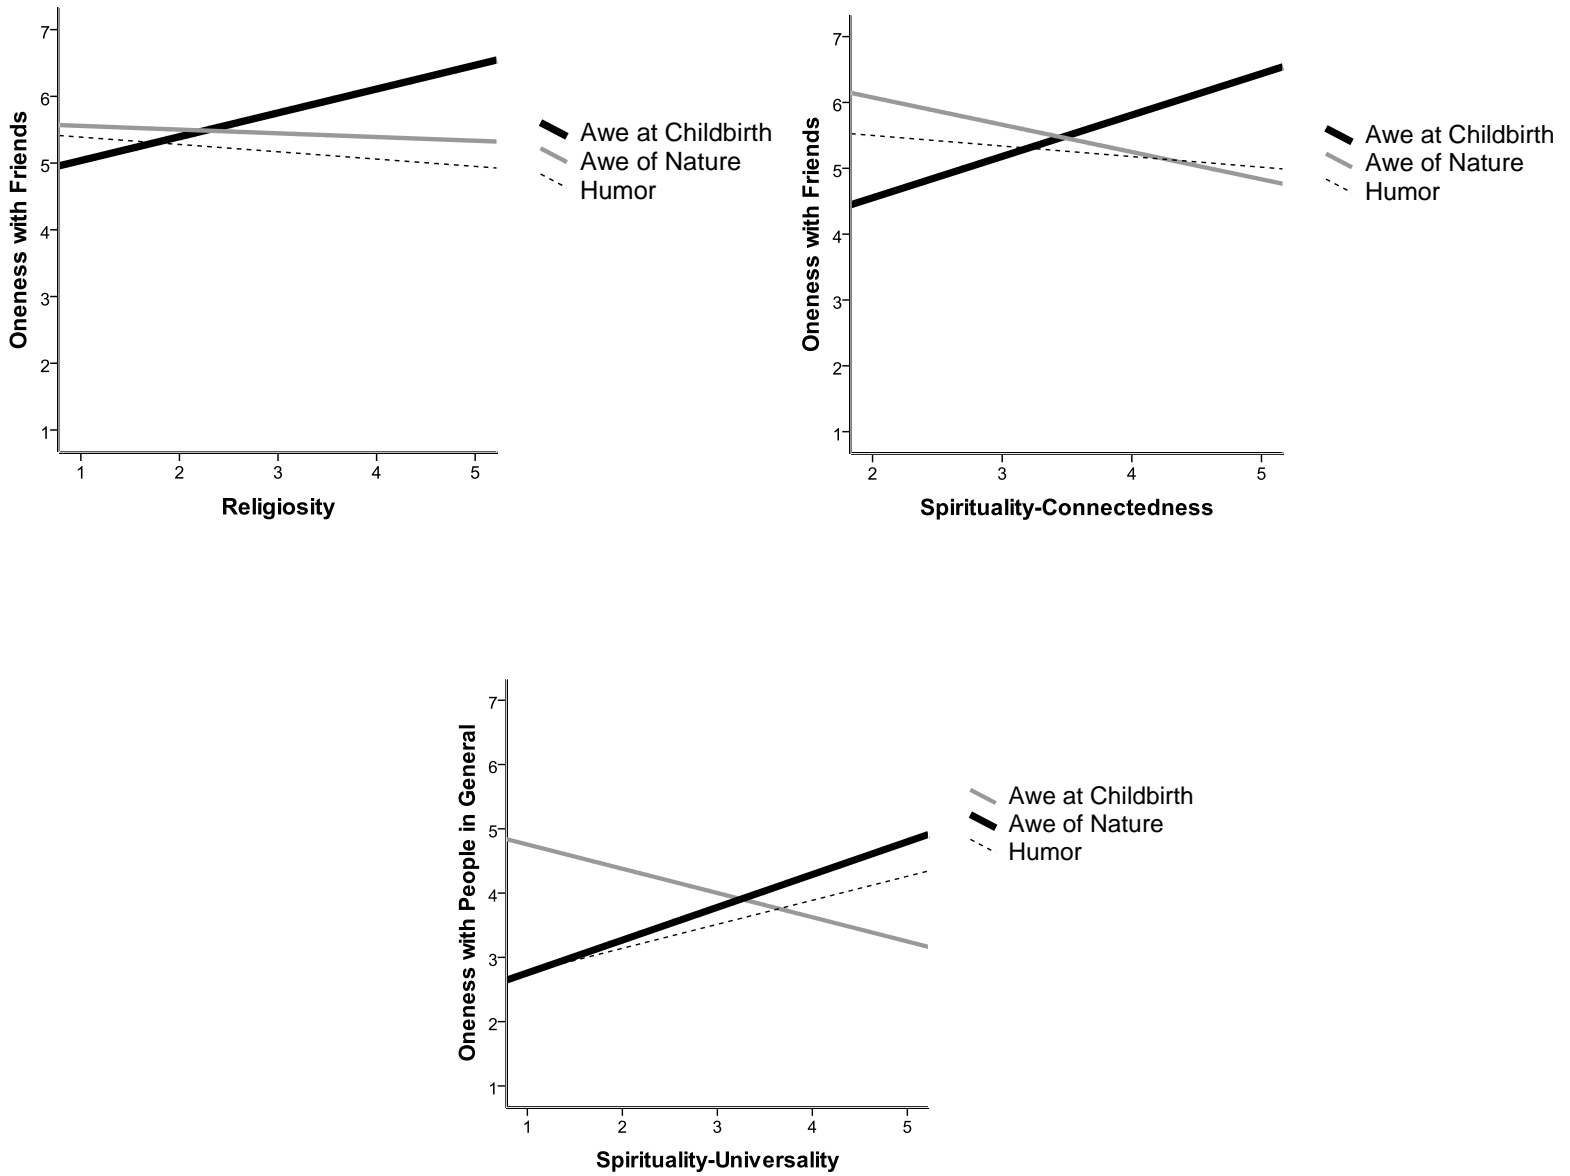 Oneness with Friends
7
6
5
4
3
2
1
1 2 3 4 5
Religiosity
Awe at Childbirth
Awe of Nature
Humor
Oneness with Friends
7
6
5
4
3
2
1
2 3 4 5
Spirituality-Connectedness
Awe at Childbirth
Awe of Nature
Humor
Oneness with People in General
7
6
5
4
3
2
1
1 2 3 4 5
Spirituality-Universality
Awe at Childbirth
Awe of Nature
Humor